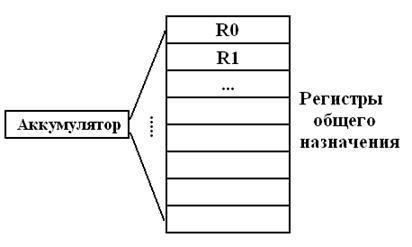 R0
R1
...
Аккумулятор
......
Регистры
общего
назначения